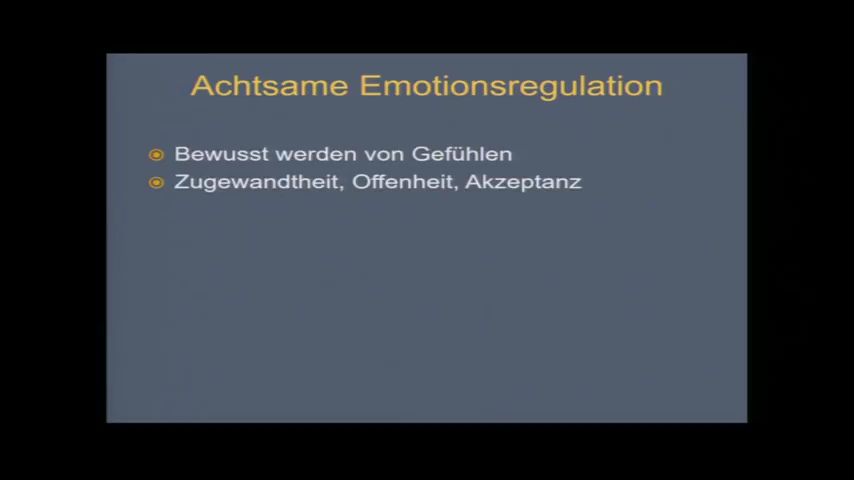 Achtsame Emotionsregulation
Bewusst werden von Gefühlen
Zugewandtheit, Offenheit, Akzeptanz